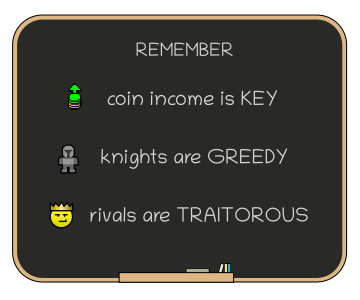 REMEMBER
coin income is KEY
knights are GREEDY
rivals are TRAITOROUS